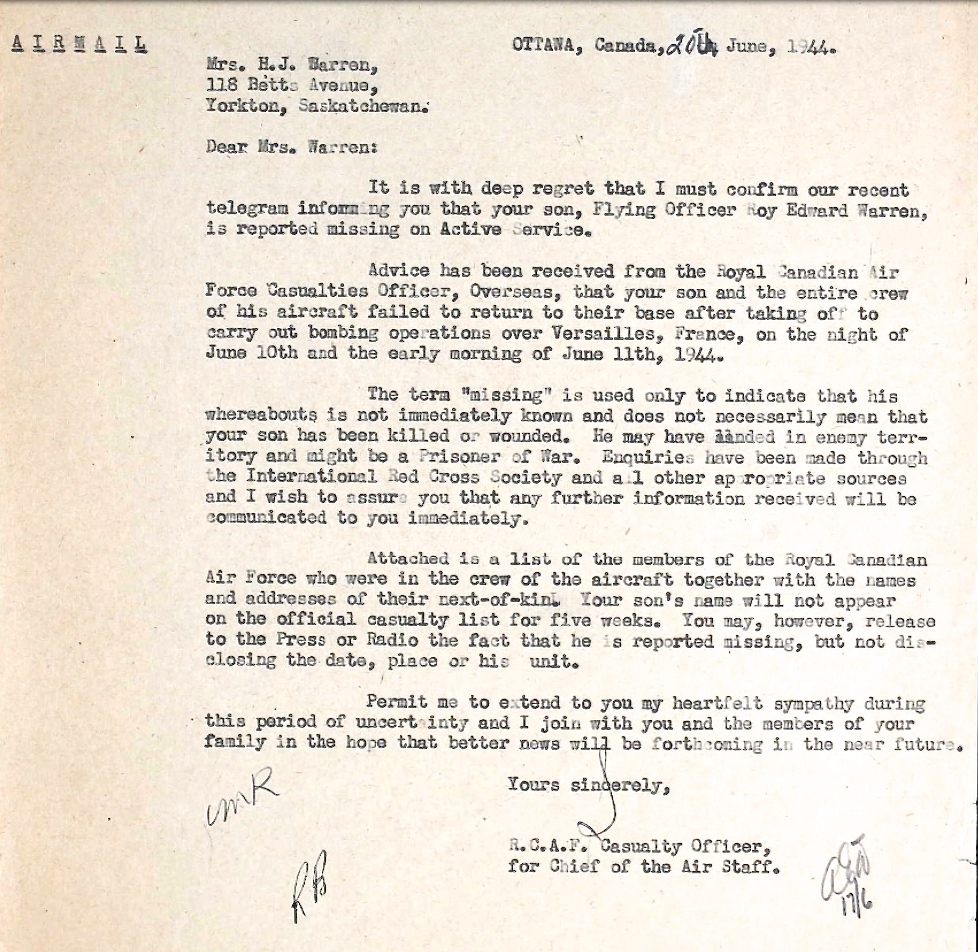 AIRMAIL
OTTAWA, Canada, 20th June, 1944.
Mrs. H.J. Warren,
118 Betts Avenue,
Yorkton, Saskatchewan.
Dear Mrs. Warren:
It is with deep regret that I must confirm our recent
telegram informing you that your son, Flying Officer Roy Edward Warren,
is reported missing on Active Service.
Advice has been received from the Royal Canadian Air
Force Casualties Officer, Overseas, that your son and the entire crew
of his aircraft failed to return to their base after taking off to
carry out bombing operations over Versailles, France, on the night of
June 10th and the early morning of June 11th, 1944.
The term "missing" is used only to indicate that his
whereabouts is not immediately known and does not necessarily mean that
your son has been killed or wounded. He may have landed in enemy terr-
itory and might be a Prisoner of War. Enquiries have been made through
the International Red Cross Society and all other appropriate sources
and I wish to assure you that any further information received will be
communicated to you immediately.
Attached is a list of the members of the Royal Canadian
Air Force who were in the crew of the aircraft together with the names
and addresses of their next-of-kin. Your son's name will not appear
on the official casualty list for five weeks. You may, however, release
to the Press or Radio the fact that he is reported missing, but not dis-
closing the date, place or his unit.
Permit me to extend to you my heartfelt sympathy during
this period of uncertainty and I join with you and the members of your
family in the hope that better news will be forthcoming in the near future.
Yours sincerely,
R.C.A.F. Casualty Officer,
for Chief of the Air Staff.
RB
17/6